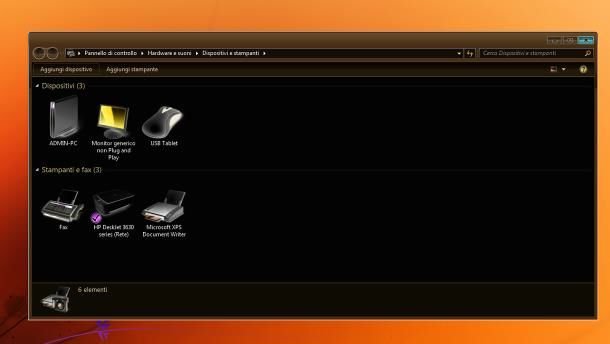 Pannello di controllo ▸ Hardware e suoni ▸ Dispositivi e stampanti ▸
Cerca Dispositivi e stampanti
Aggiungi dispositivo Aggiungi stampante
Dispositivi (3)
ADMIN-PC
Monitor generico
non Plug and
Play
USB Tablet
Stampanti e fax (3)
Fax
HP DeskJet 3630
series (Rete)
Microsoft XPS
Document Writer
6 elementi